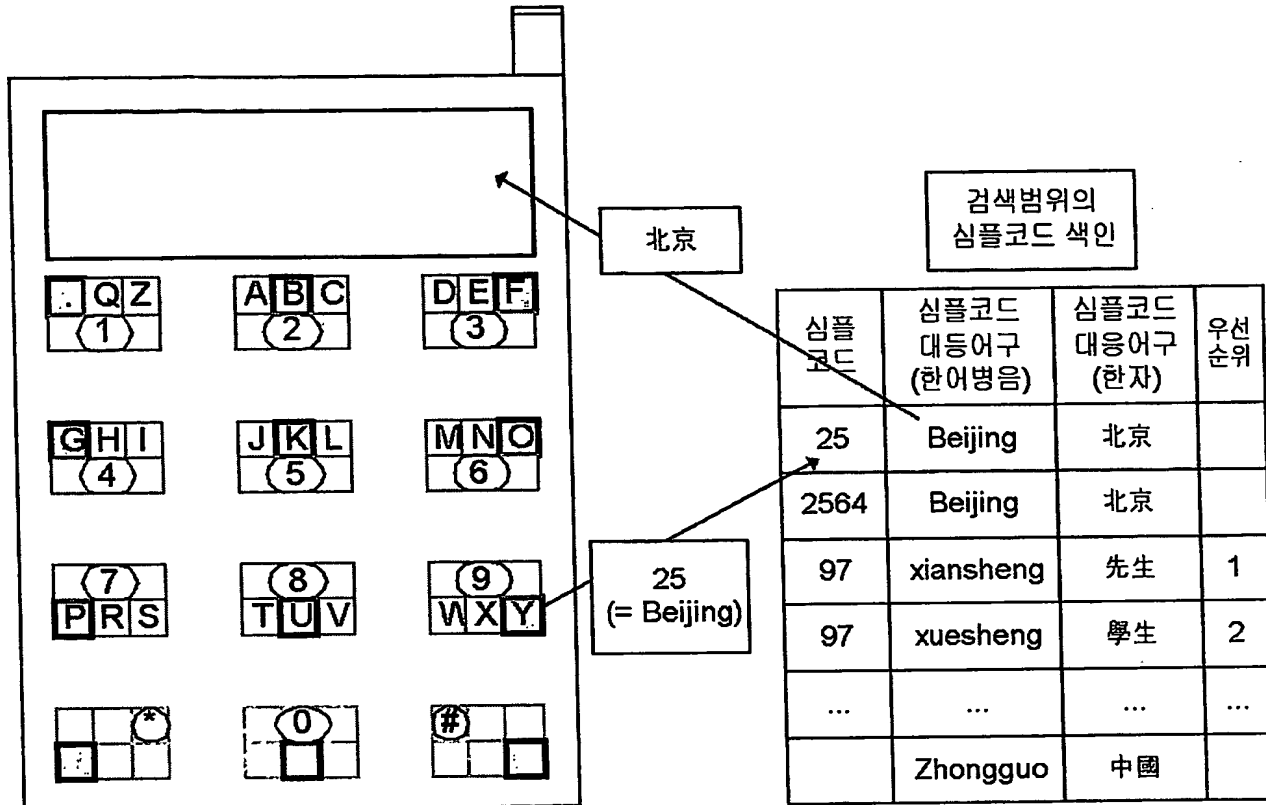 . Q Z
1
A B C
2
D E F
3
G H I
4
J K L
5
M N O
6
7
P R S
8
T U V
9
W X Y
*
0
#
北京
25
(= Beijing)
검색범위의
심플코드 색인
심플
코드
심플코드
대등어구
(한어병음)
심플코드
대응어구
(한자)
우선
순위
25 Beijing 北京
2564 Beijing 北京
97 xiansheng 先生 1
97 xuesheng 學生 2
... ... ... ...
Zhongguo 中國